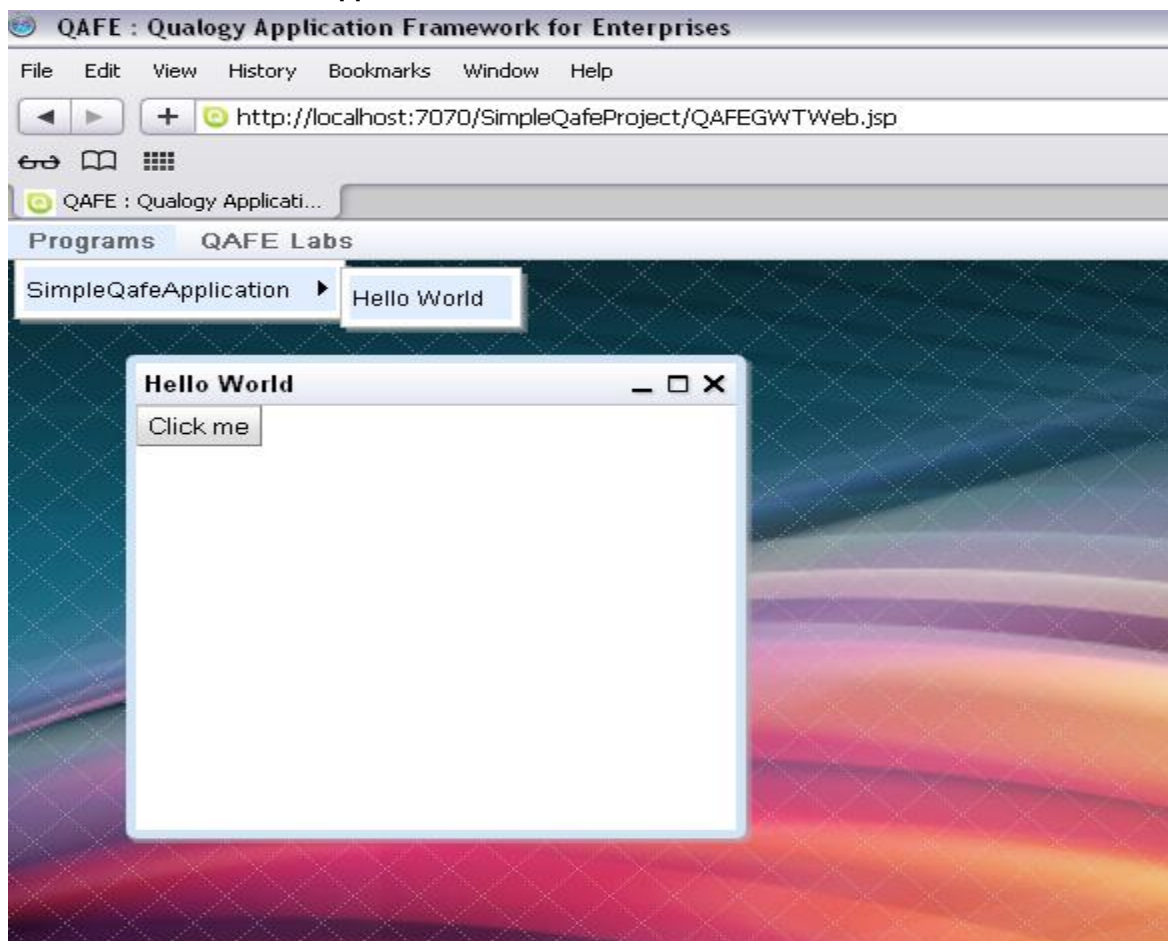 QAFE : Qualogy Application Framework for Enterprises
File Edit View History Bookmarks Window Help
http://localhost:7070/SimpleQafeProject/QAFEGWTWeb.jsp
QAFE : Qualogy Applicati...
Programs QAFE Labs
SimpleQafeApplication Hello World
Hello World
Click me